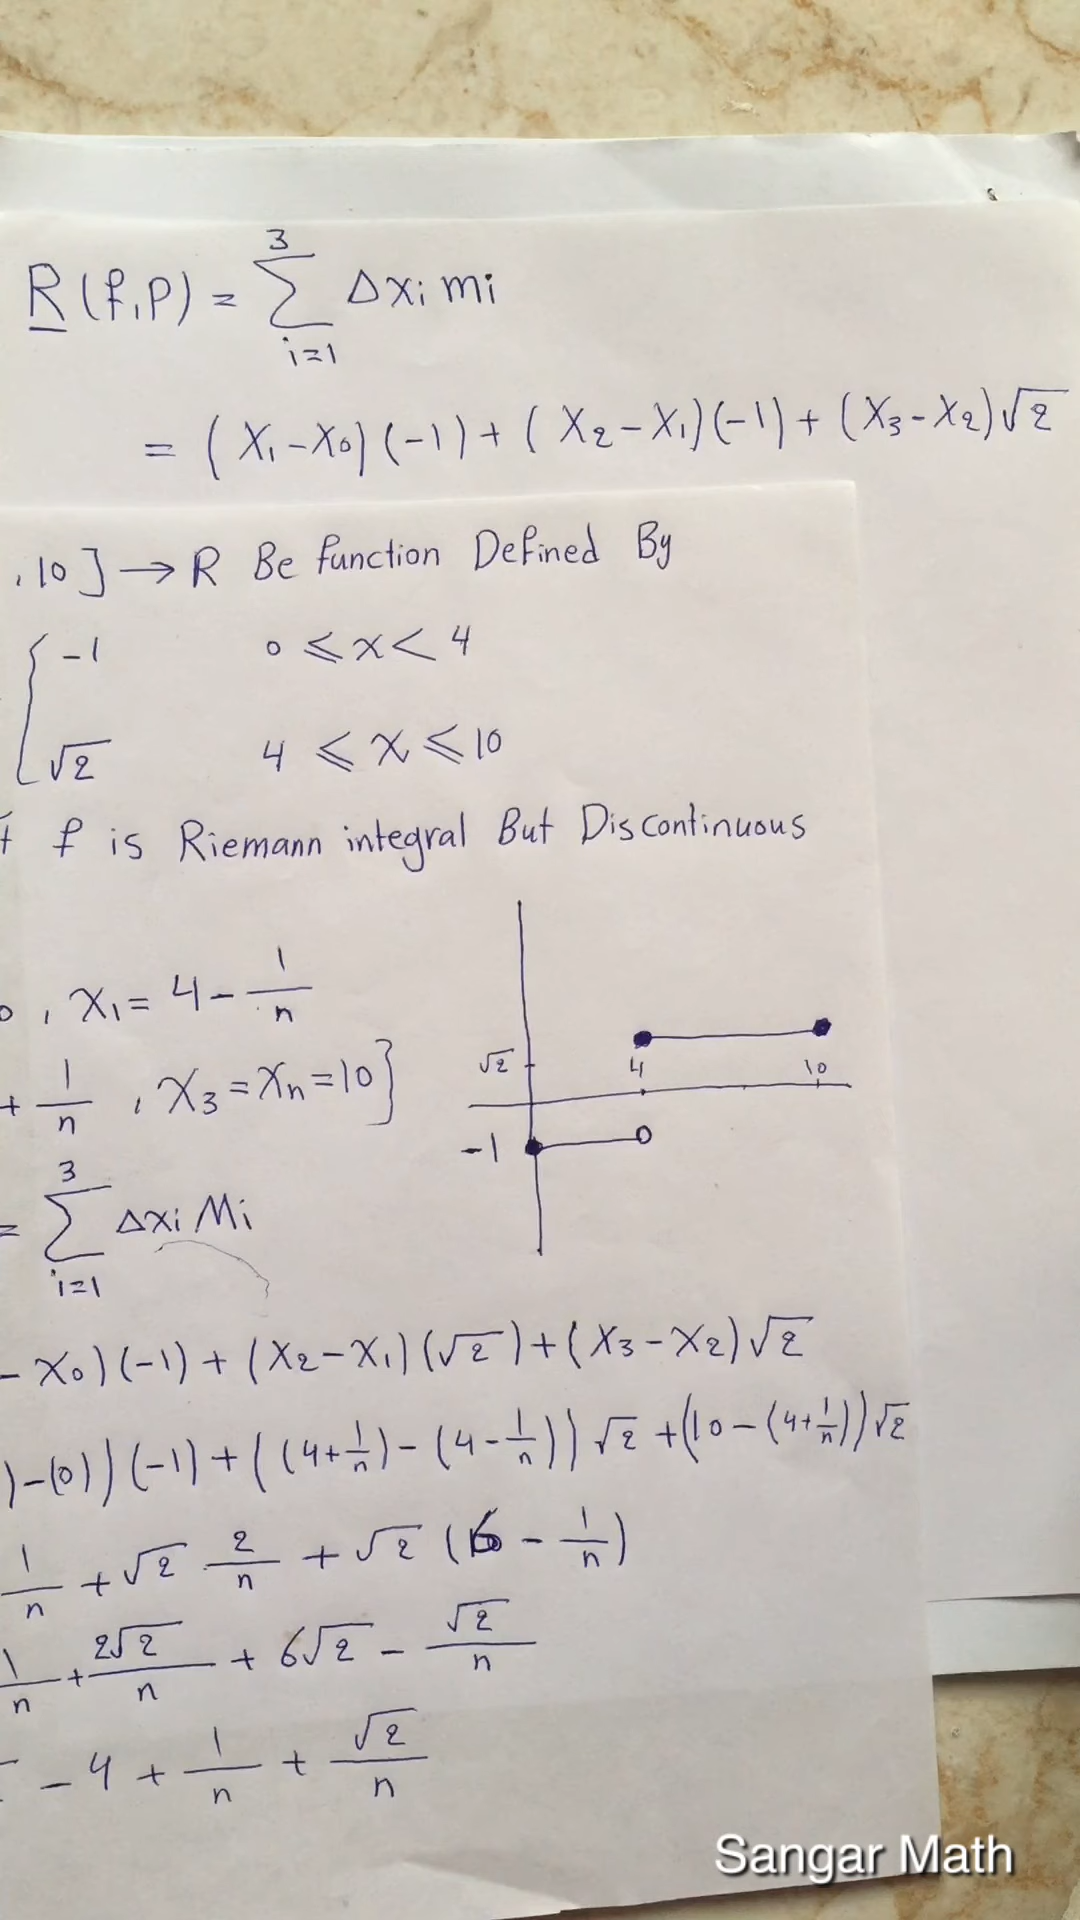 R(f,P) = 3 ∑ i=1 Δxi mi
= (X₁-X₀)(-1)+(X₂-X₁)(-1)+(X₃-X₂)√2
,10]→R Be function Defined By
{ -1 0 ⩽ x < 4
√2 4 ⩽ x ⩽ 10
f is Riemann integral But Discontinuous
, X₁= 4 - 1/n
+ 1/n , X₃ = Xₙ = 10}
√2 4 10
-1
= 3 ∑ i=1 Δxi Mi
- X₀)(-1) + (X₂-X₁)(√2)+(X₃-X₂)√2
)-(0))(-1)+((4+1/n)-(4-1/n))√2+(10-(4+1/n))√2
1/n + √2 2/n + √2 (6 - 1/n)
1/n + 2√2/n + 6√2 - √2/n
- 4 + 1/n + √2/n
Sangar Math